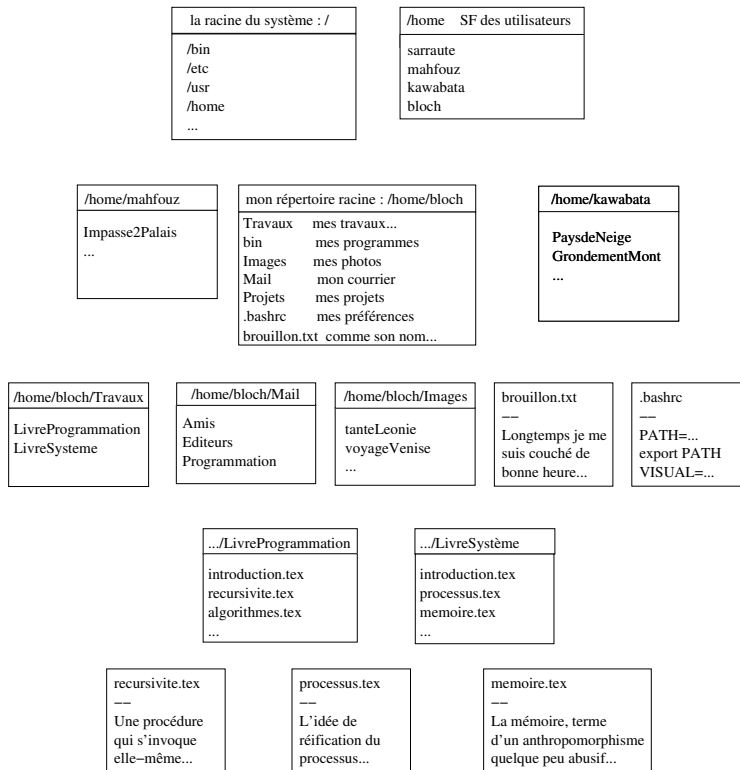 la racine du système : /
/bin
/etc
/usr
/home
...
/home SF des utilisateurs
sarraute
mahfouz
kawabata
bloch
/home/mahfouz
Impasse2Palais
...
mon répertoire racine : /home/bloch
Travaux mes travaux...
bin mes programmes
Images mes photos
Mail mon courrier
Projets mes projets
.bashrc mes préférences
brouillon.txt comme son nom...
/home/kawabata
PaysdeNeige
GrondementMont
...
/home/bloch/Travaux
LivreProgrammation
LivreSysteme
/home/bloch/Mail
Amis
Editeurs
Programmation
/home/bloch/Images
tanteLeonie
voyageVenise
...
brouillon.txt
−−
Longtemps je me
suis couché de
bonne heure...
.bashrc
−−
PATH=...
export PATH
VISUAL=...
.../LivreProgrammation
introduction.tex
recursivite.tex
algorithmes.tex
...
.../LivreSystème
introduction.tex
processus.tex
memoire.tex
...
recursivite.tex
−−
Une procédure
qui s’invoque
elle−même...
processus.tex
−−
L’idée de
réification du
processus...
memoire.tex
−−
La mémoire, terme
d’un anthropomorphisme
quelque peu abusif...